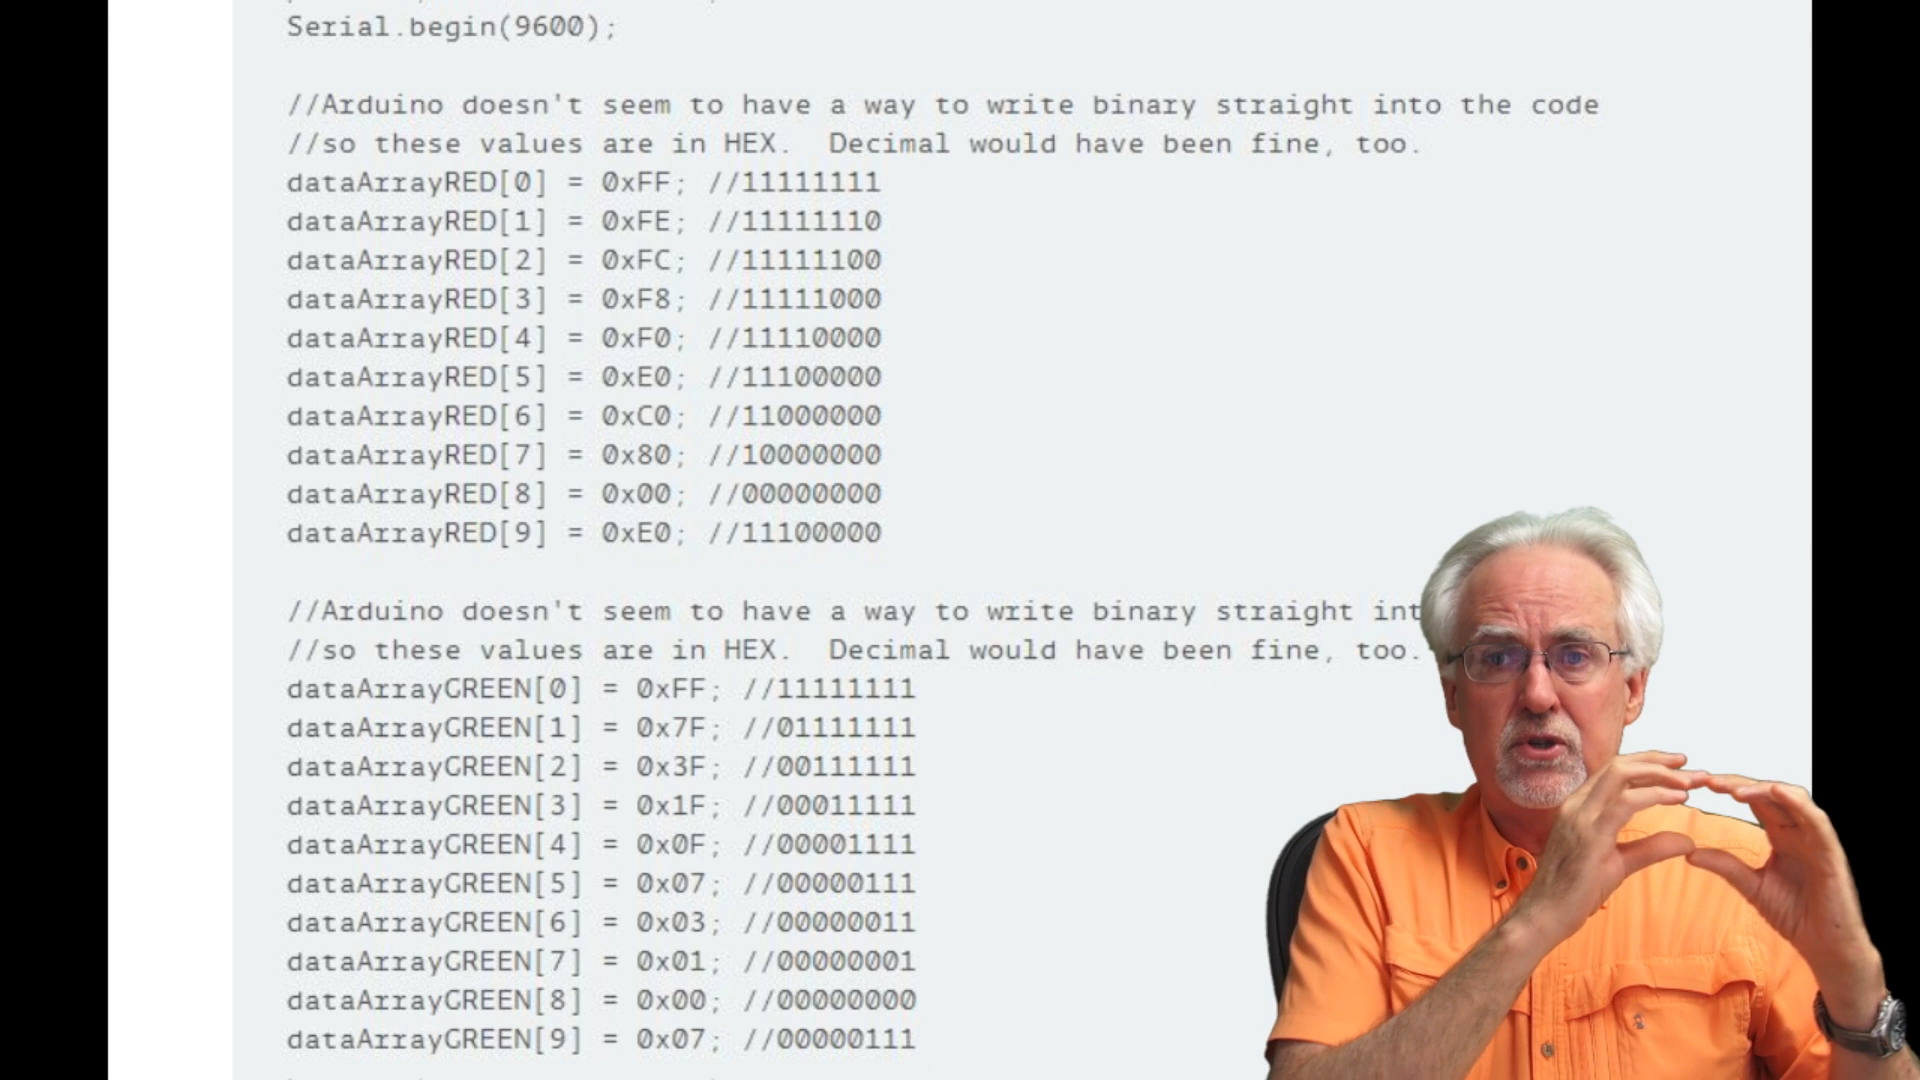 Serial.begin(9600);
//Arduino doesn't seem to have a way to write binary straight into the code
//so these values are in HEX.  Decimal would have been fine, too.
dataArrayRED[0] = 0xFF; //11111111
dataArrayRED[1] = 0xFE; //11111110
dataArrayRED[2] = 0xFC; //11111100
dataArrayRED[3] = 0xF8; //11111000
dataArrayRED[4] = 0xF0; //11110000
dataArrayRED[5] = 0xE0; //11100000
dataArrayRED[6] = 0xC0; //11000000
dataArrayRED[7] = 0x80; //10000000
dataArrayRED[8] = 0x00; //00000000
dataArrayRED[9] = 0xE0; //11100000
//Arduino doesn't seem to have a way to write binary straight int
//so these values are in HEX.  Decimal would have been fine, too.
dataArrayGREEN[0] = 0xFF; //11111111
dataArrayGREEN[1] = 0x7F; //01111111
dataArrayGREEN[2] = 0x3F; //00111111
dataArrayGREEN[3] = 0x1F; //00011111
dataArrayGREEN[4] = 0x0F; //00001111
dataArrayGREEN[5] = 0x07; //00000111
dataArrayGREEN[6] = 0x03; //00000011
dataArrayGREEN[7] = 0x01; //00000001
dataArrayGREEN[8] = 0x00; //00000000
dataArrayGREEN[9] = 0x07; //00000111